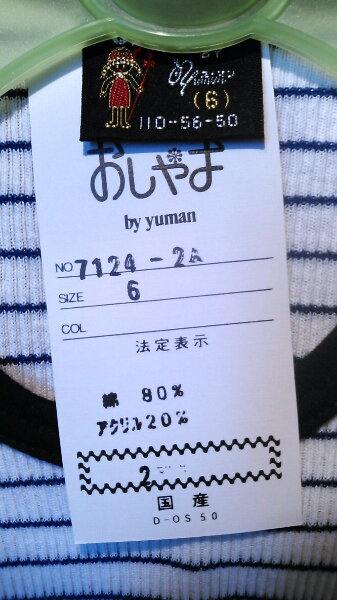 (6)
110-56-50
おしゃま
by yuman
NO 7124-2A
SIZE 6
COL
法定表示
綿 80%
アクリル20%
2
国産
D-OS 50